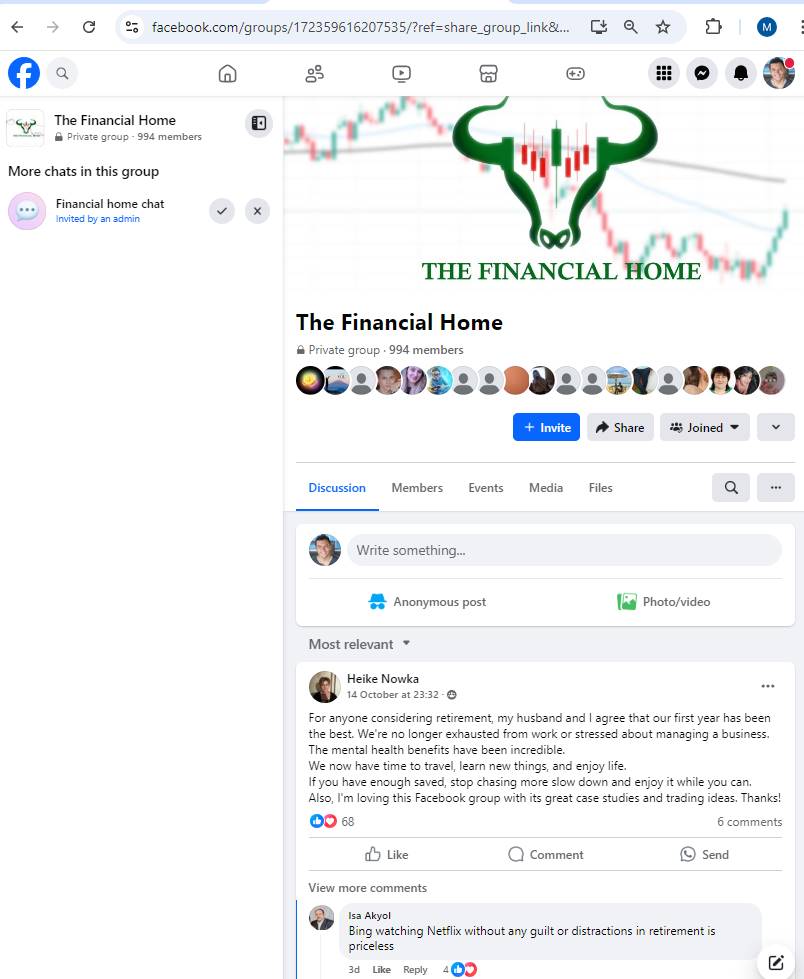 facebook.com/groups/172359616207535/?ref=share_group_link&...
M
The Financial Home
Private group · 994 members
More chats in this group
Financial home chat
Invited by an admin
THE FINANCIAL HOME
The Financial Home
Private group · 994 members
+ Invite
Share
Joined
Discussion
Members
Events
Media
Files
Write something...
Anonymous post
Photo/video
Most relevant
Heike Nowka
14 October at 23:32 ·
For anyone considering retirement, my husband and I agree that our first year has been
the best. We're no longer exhausted from work or stressed about managing a business.
The mental health benefits have been incredible.
We now have time to travel, learn new things, and enjoy life.
If you have enough saved, stop chasing more slow down and enjoy it while you can.
Also, I'm loving this Facebook group with its great case studies and trading ideas. Thanks!
68
6 comments
Like
Comment
Send
View more comments
Isa Akyol
Bing watching Netflix without any guilt or distractions in retirement is
priceless
3d Like Reply 4